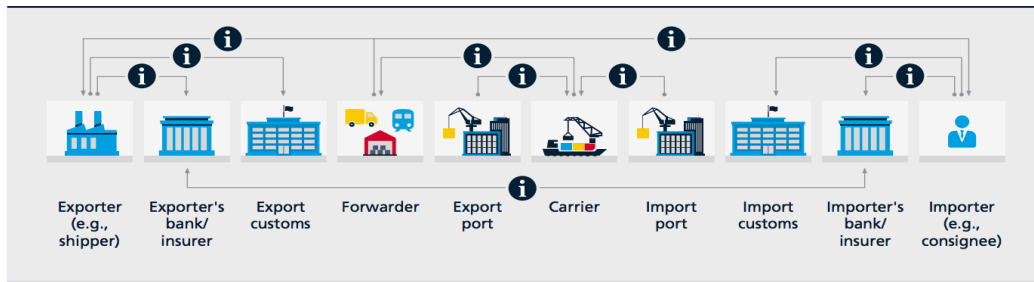 i
i
i
i
i
i
i
i
i
Exporter
(e.g.,
shipper)
Exporter's
bank/
insurer
Export
customs
Forwarder
Export
port
Carrier
Import
port
Import
customs
Importer's
bank/
insurer
Importer
(e.g.,
consignee)